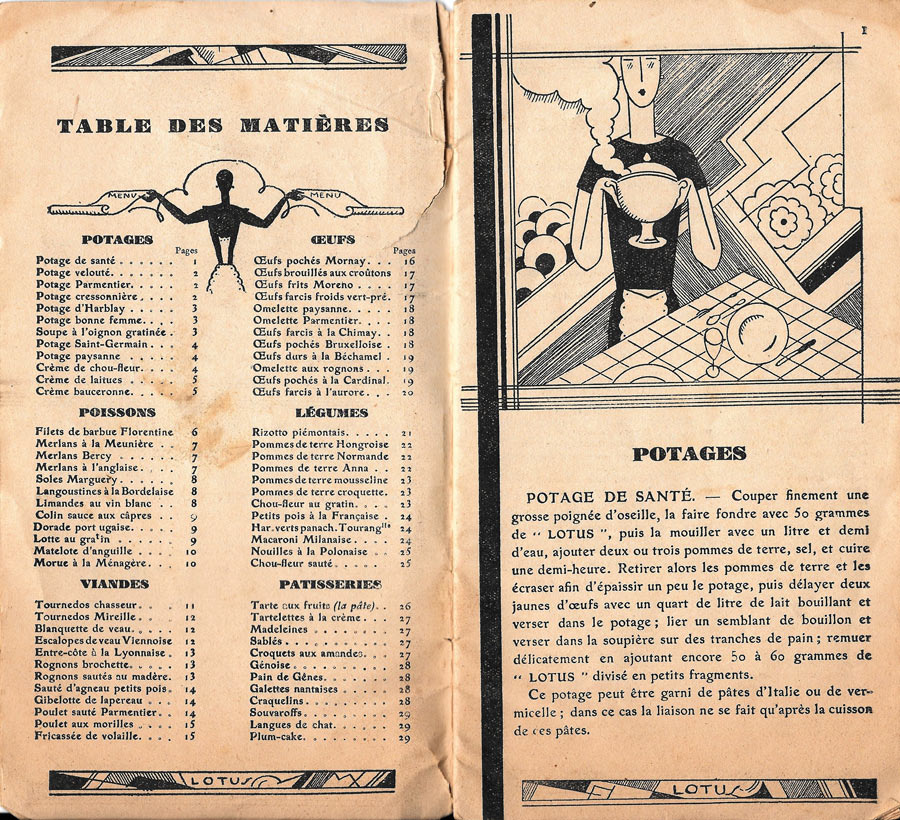 TABLE DES MATIÈRES
MENU
MENU
POTAGES
Pages
Potage de santé . . . . . . . 1
Potage velouté . . . . . . . 2
Potage Parmentier . . . . . . 2
Potage cressonnière . . . . . 2
Potage d'Harblay . . . . . . 3
Potage bonne femme . . . . 3
Soupe à l'oignon gratinée . . 3
Potage Saint-Germain . . . . 4
Potage paysanne . . . . . . 4
Crème de chou-fleur . . . . . 4
Crème de laitues . . . . . . 5
Crème bauceronne . . . . . . 5
POISSONS
Filets de barbue Florentine 6
Merlans à la Meunière . . . 7
Merlans Bercy . . . . . . . 7
Merlans à l'anglaise . . . . . 7
Soles Marguery . . . . . . . 8
Langoustines à la Bordelaise 8
Limandes au vin blanc . . . 8
Colin sauce aux câpres . . . 9
Dorade port ugaise . . . . . 9
Lotte au gratin . . . . . . . 9
Matelote d'anguille . . . . . 10
Morue à la Ménagère . . . . 10
VIANDES
Tournedos chasseur . . . . 11
Tournedos Mireille . . . . . 12
Blanquette de veau . . . . . 12
Escalopes de veau Viennoise 12
Entre-côte à la Lyonnaise . . 13
Rognons brochette . . . . . 13
Rognons sautés au madère. 13
Sauté d'agneau petits pois . 14
Gibelotte de lapereau . . . . 14
Poulet sauté Parmentier . . 14
Poulet aux morilles . . . . . 15
Fricassée de volaille . . . . . 15
ŒUFS
Pages
Œufs pochés Mornay . . . 16
Œufs brouillés aux croûtons 17
Œufs frits Moreno . . . . . 17
Œufs farcis froids vert-pré. . 17
Omelette paysanne . . . . . 18
Omelette Parmentier . . . . 18
Œufs farcis à la Chimay . . 18
Œufs pochés Bruxelloise . . 18
Œufs durs à la Béchamel . 19
Omelette aux rognons . . . 19
Œufs pochés à la Cardinal. 19
Œufs farcis à l'aurore . . . . 20
LÉGUMES
Rizotto piémontais . . . . . 21
Pommes de terre Hongroise 22
Pommes de terre Normande 22
Pommes de terre Anna . . 22
Pommes de terre mousseline 23
Pommes de terre croquette. 23
Chou-fleur au gratin . . . . 23
Petits pois à la Française . 24
Har. verts panach. Tourang<sup>lle</sup> 24
Macaroni Milanaise . . . . . 24
Nouilles à la Polonaise . . 25
Chou-fleur sauté . . . . . . 25
PATISSERIES
Tarte aux fruits (la pâte) . . 26
Tartelettes à la crème . . . . 27
Madeleines . . . . . . . . 27
Sablés . . . . . . . . . . . 27
Croquets aux amandes . . . 27
Génoise . . . . . . . . . . 28
Pain de Gênes . . . . . . . 28
Galettes nantaises . . . . . 28
Craquelins . . . . . . . . . 28
Souvaroffs . . . . . . . . . 29
Langues de chat . . . . . . 29
Plum-cake . . . . . . . . . 29
LOTUS
1
POTAGES
POTAGE DE SANTÉ. — Couper finement une
grosse poignée d'oseille, la faire fondre avec 50 grammes
de “ LOTUS ”, puis la mouiller avec un litre et demi
d'eau, ajouter deux ou trois pommes de terre, sel, et cuire
une demi-heure. Retirer alors les pommes de terre et les
écraser afin d'épaissir un peu le potage, puis délayer deux
jaunes d'œufs avec un quart de litre de lait bouillant et
verser dans le potage ; lier un semblant de bouillon et
verser dans la soupière sur des tranches de pain ; remuer
délicatement en ajoutant encore 50 à 60 grammes de
“ LOTUS ” divisé en petits fragments.
Ce potage peut être garni de pâtes d'Italie ou de ver-
micelle ; dans ce cas la liaison ne se fait qu'après la cuisson
de ces pâtes.
LOTUS